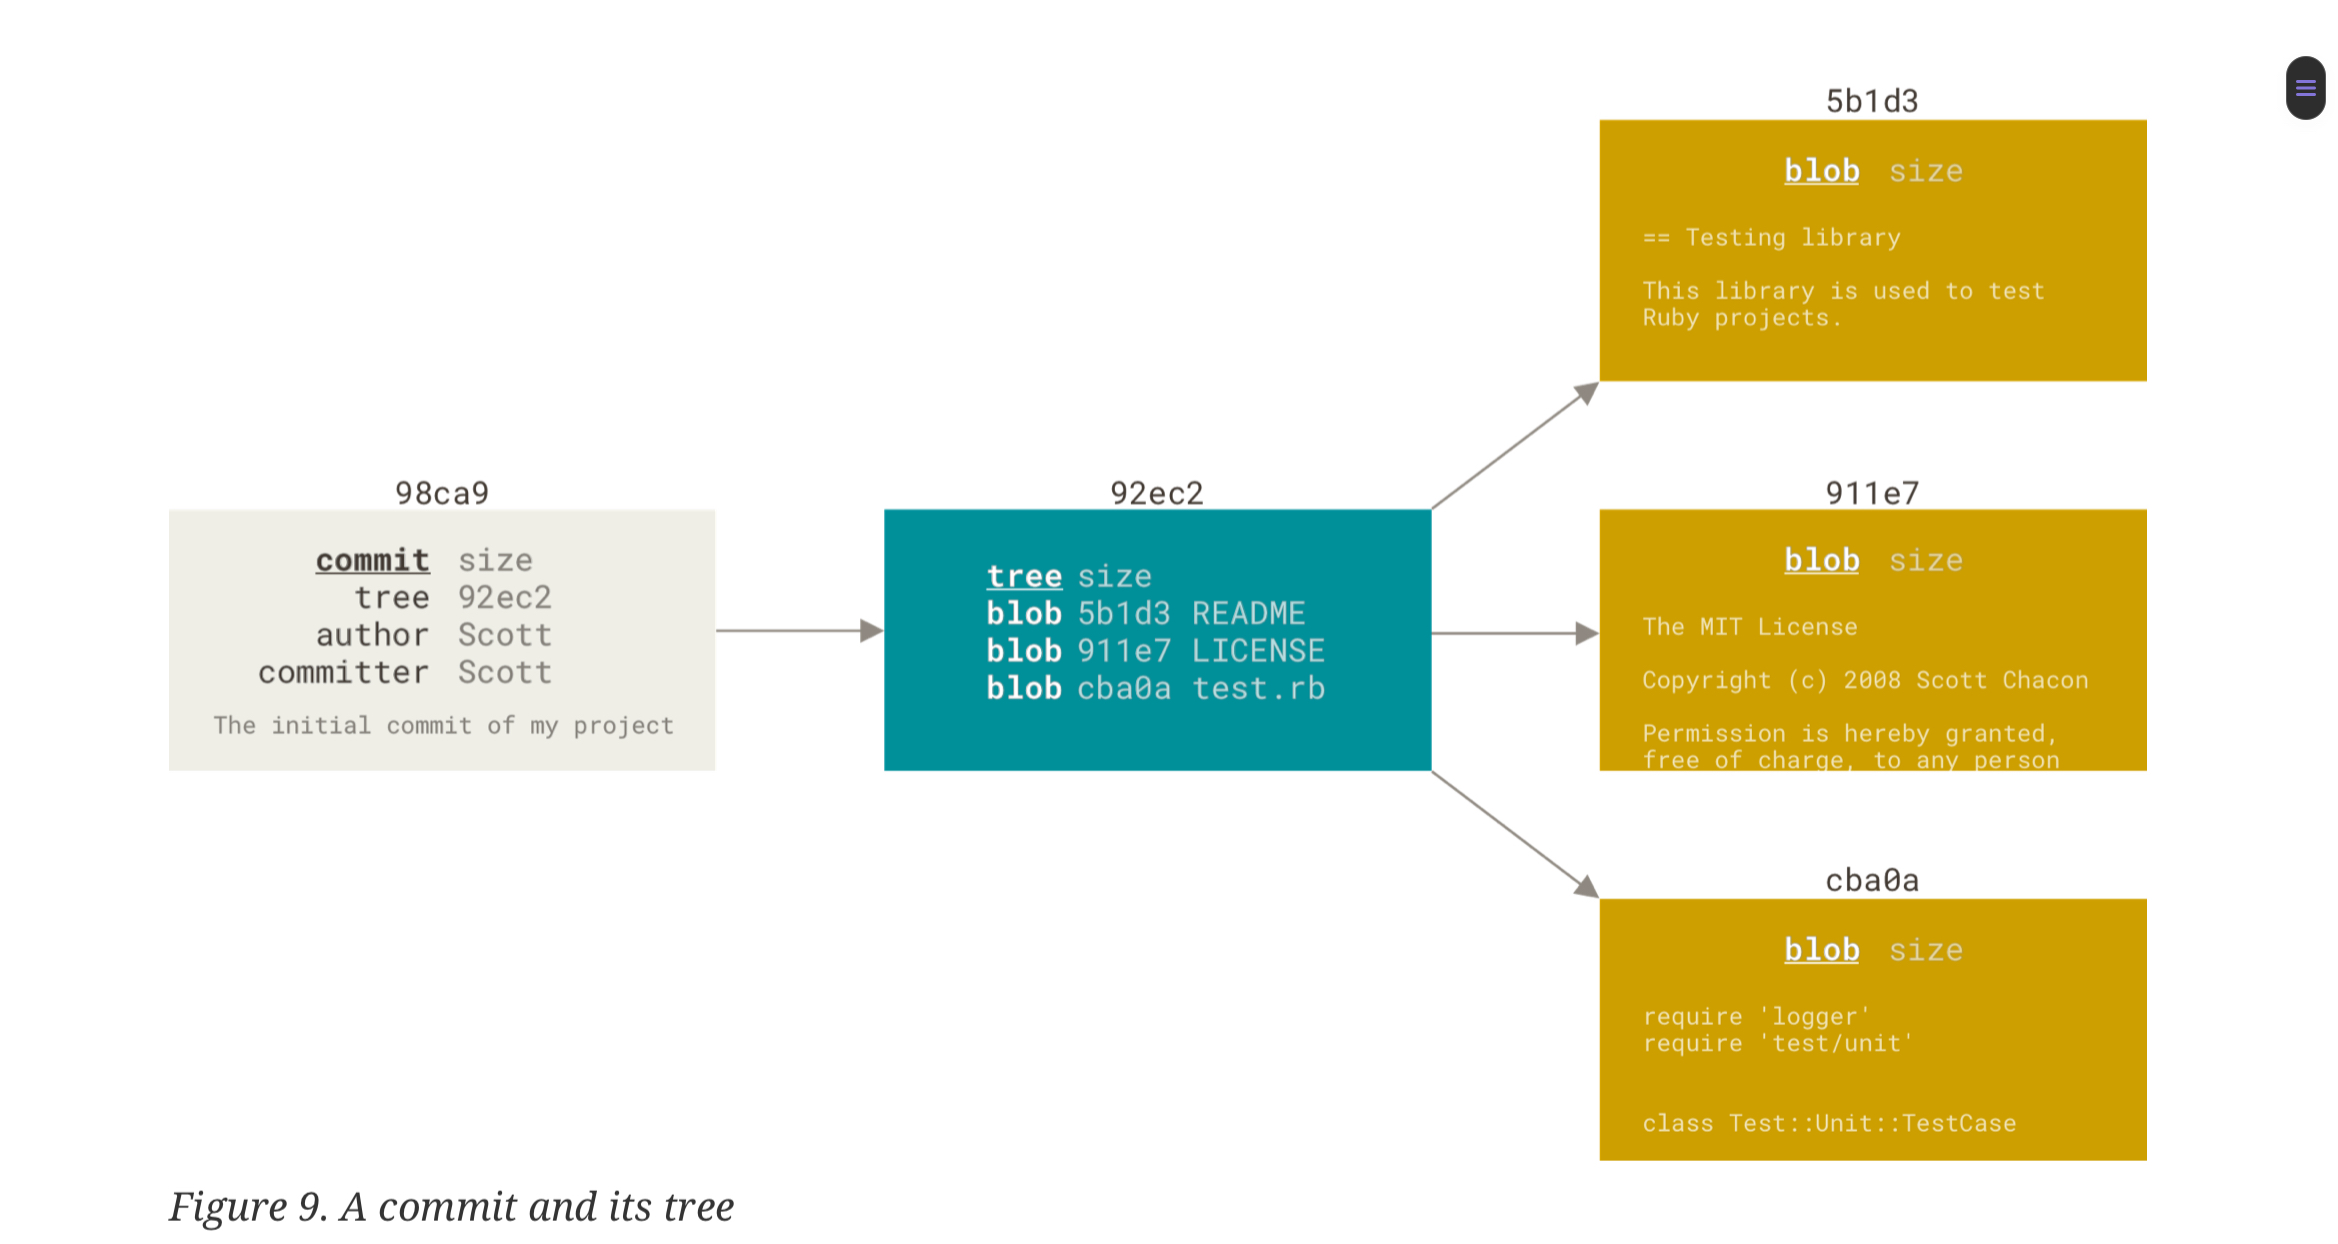 98ca9
commit size
tree 92ec2
author Scott
committer Scott
The initial commit of my project
92ec2
tree size
blob 5b1d3 README
blob 911e7 LICENSE
blob cba0a test.rb
5b1d3
blob size
== Testing library
This library is used to test
Ruby projects.
911e7
blob size
The MIT License
Copyright (c) 2008 Scott Chacon
Permission is hereby granted,
free of charge, to any person
cba0a
blob size
require 'logger'
require 'test/unit'
class Test::Unit::TestCase
Figure 9. A commit and its tree